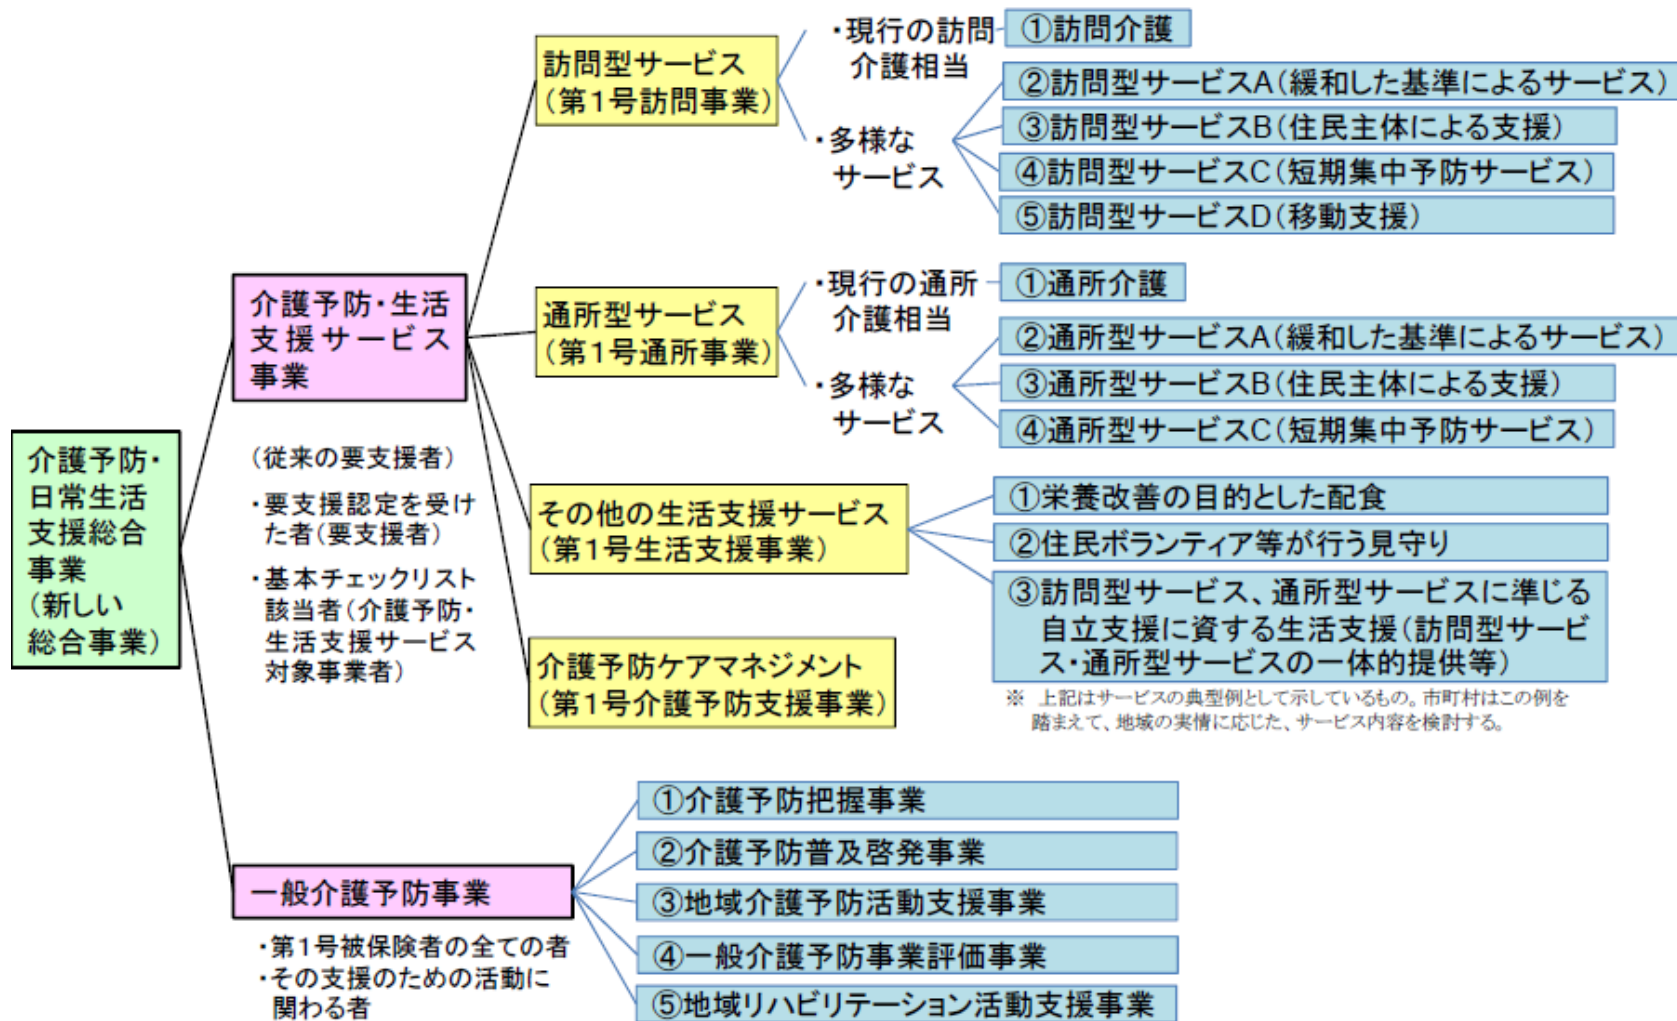 訪問型サービス
(第1号訪問事業)
・現行の訪問
介護相当
①訪問介護
・多様な
サービス
②訪問型サービスA(緩和した基準によるサービス)
③訪問型サービスB(住民主体による支援)
④訪問型サービスC(短期集中予防サービス)
⑤訪問型サービスD(移動支援)
介護予防・生活
支援サービス
事業
通所型サービス
(第1号通所事業)
・現行の通所
介護相当
①通所介護
・多様な
サービス
②通所型サービスA(緩和した基準によるサービス)
③通所型サービスB(住民主体による支援)
④通所型サービスC(短期集中予防サービス)
介護予防・
日常生活
支援総合
事業
(新しい
総合事業)
(従来の要支援者)
・要支援認定を受け
た者(要支援者)
・基本チェックリスト
該当者(介護予防・
生活支援サービス
対象事業者)
その他の生活支援サービス
(第1号生活支援事業)
①栄養改善の目的とした配食
②住民ボランティア等が行う見守り
③訪問型サービス、通所型サービスに準じる
自立支援に資する生活支援(訪問型サービ
ス・通所型サービスの一体的提供等)
介護予防ケアマネジメント
(第1号介護予防支援事業)
※ 上記はサービスの典型例として示しているもの。市町村はこの例を
踏まえて、地域の実情に応じた、サービス内容を検討する。
一般介護予防事業
・第1号被保険者の全ての者
・その支援のための活動に
関わる者
①介護予防把握事業
②介護予防普及啓発事業
③地域介護予防活動支援事業
④一般介護予防事業評価事業
⑤地域リハビリテーション活動支援事業